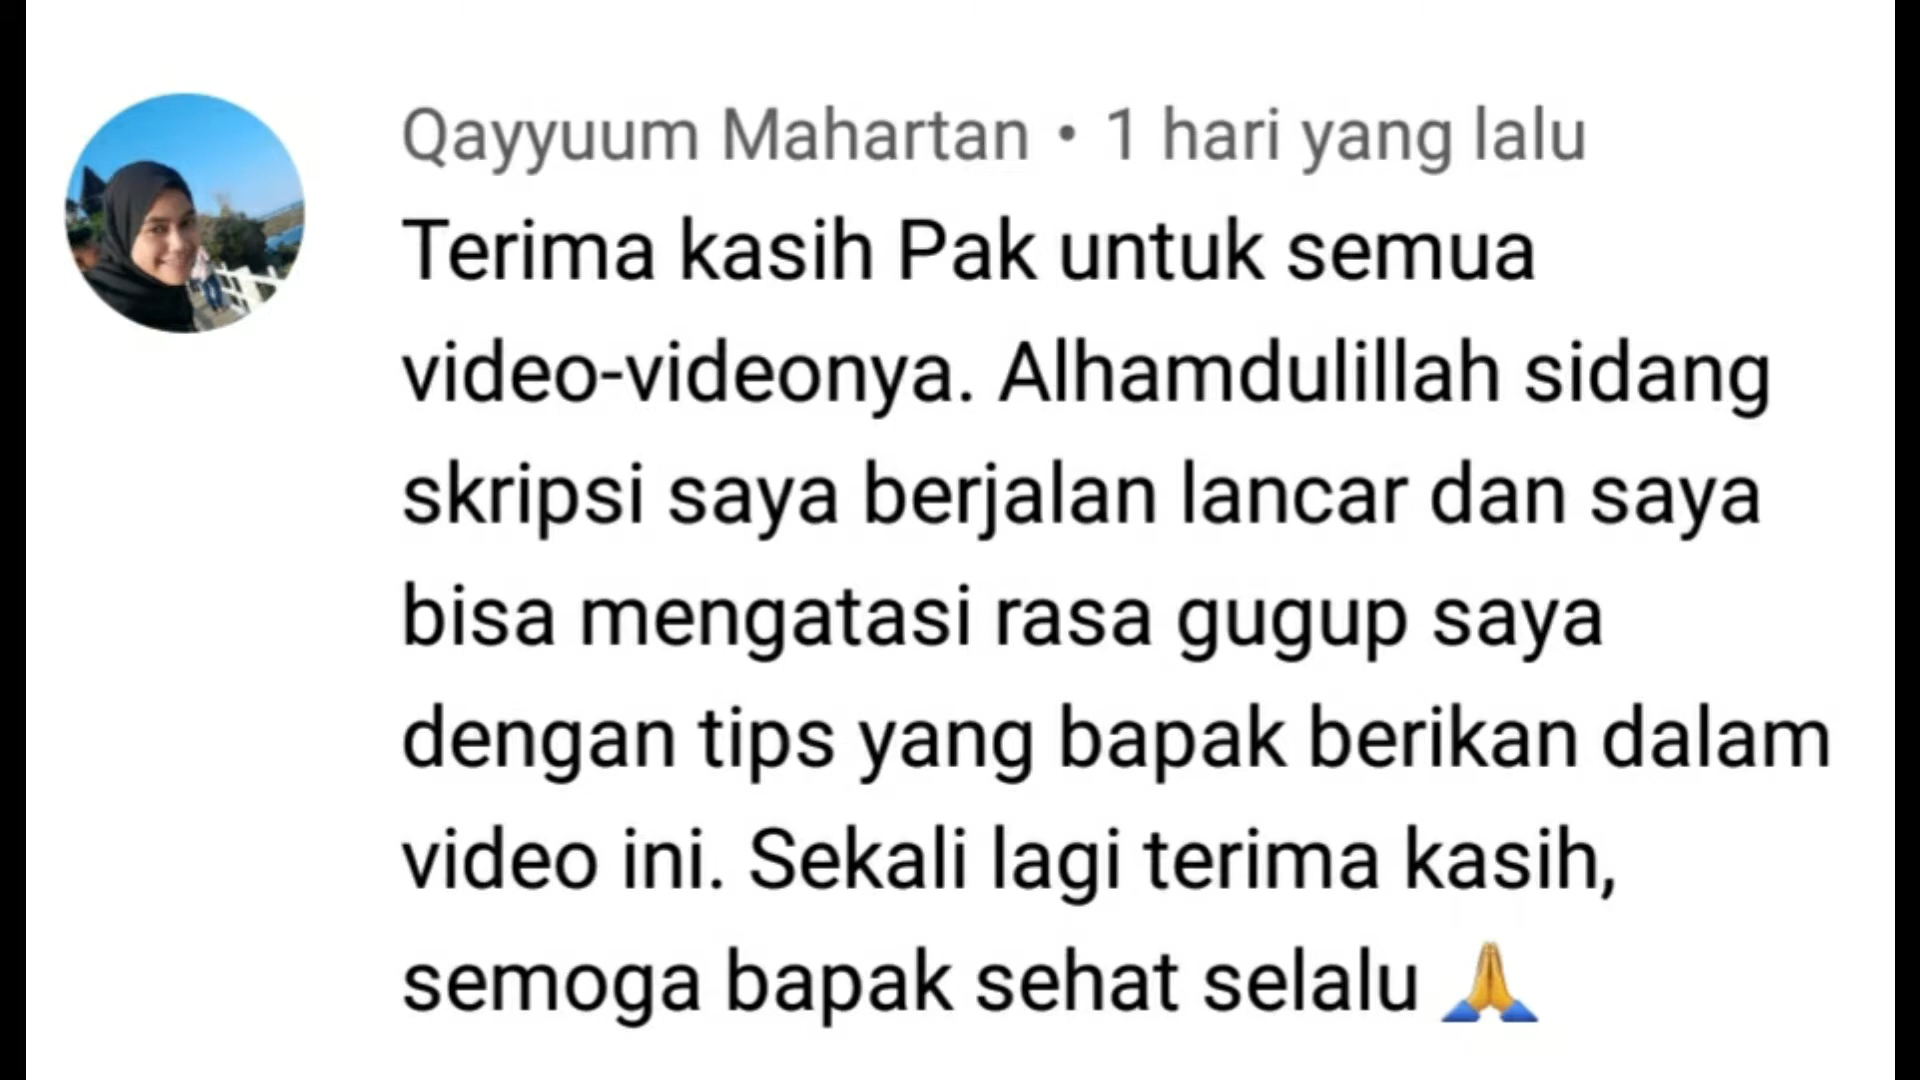 Qayyuum Mahartan • 1 hari yang lalu
Terima kasih Pak untuk semua
video-videonya. Alhamdulillah sidang
skripsi saya berjalan lancar dan saya
bisa mengatasi rasa gugup saya
dengan tips yang bapak berikan dalam
video ini. Sekali lagi terima kasih,
semoga bapak sehat selalu 🙏